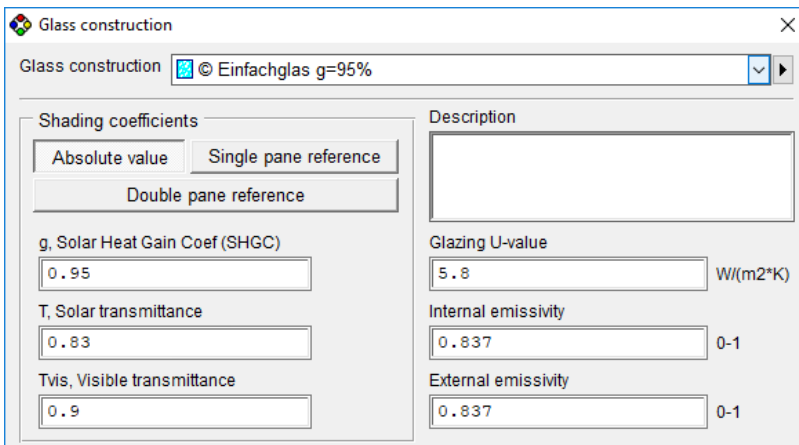 Glass construction
Glass construction © Einfachglas g=95%
Shading coefficients
Absolute value Single pane reference
Double pane reference
g, Solar Heat Gain Coef (SHGC)
0.95
T, Solar transmittance
0.83
Tvis, Visible transmittance
0.9
Description
Glazing U-value
5.8 W/(m2*K)
Internal emissivity
0.837 0-1
External emissivity
0.837 0-1